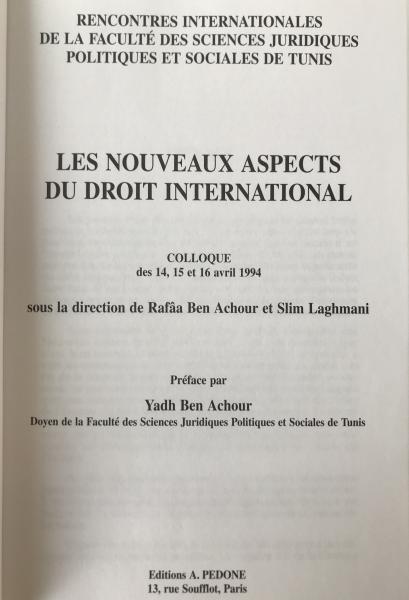 RENCONTRES INTERNATIONALES
DE LA FACULTÉ DES SCIENCES JURIDIQUES
POLITIQUES ET SOCIALES DE TUNIS
LES NOUVEAUX ASPECTS
DU DROIT INTERNATIONAL
COLLOQUE
des 14, 15 et 16 avril 1994
sous la direction de Rafâa Ben Achour et Slim Laghmani
Préface par
Yadh Ben Achour
Doyen de la Faculté des Sciences Juridiques Politiques et Sociales de Tunis
Editions A. PEDONE
13, rue Soufflot, Paris